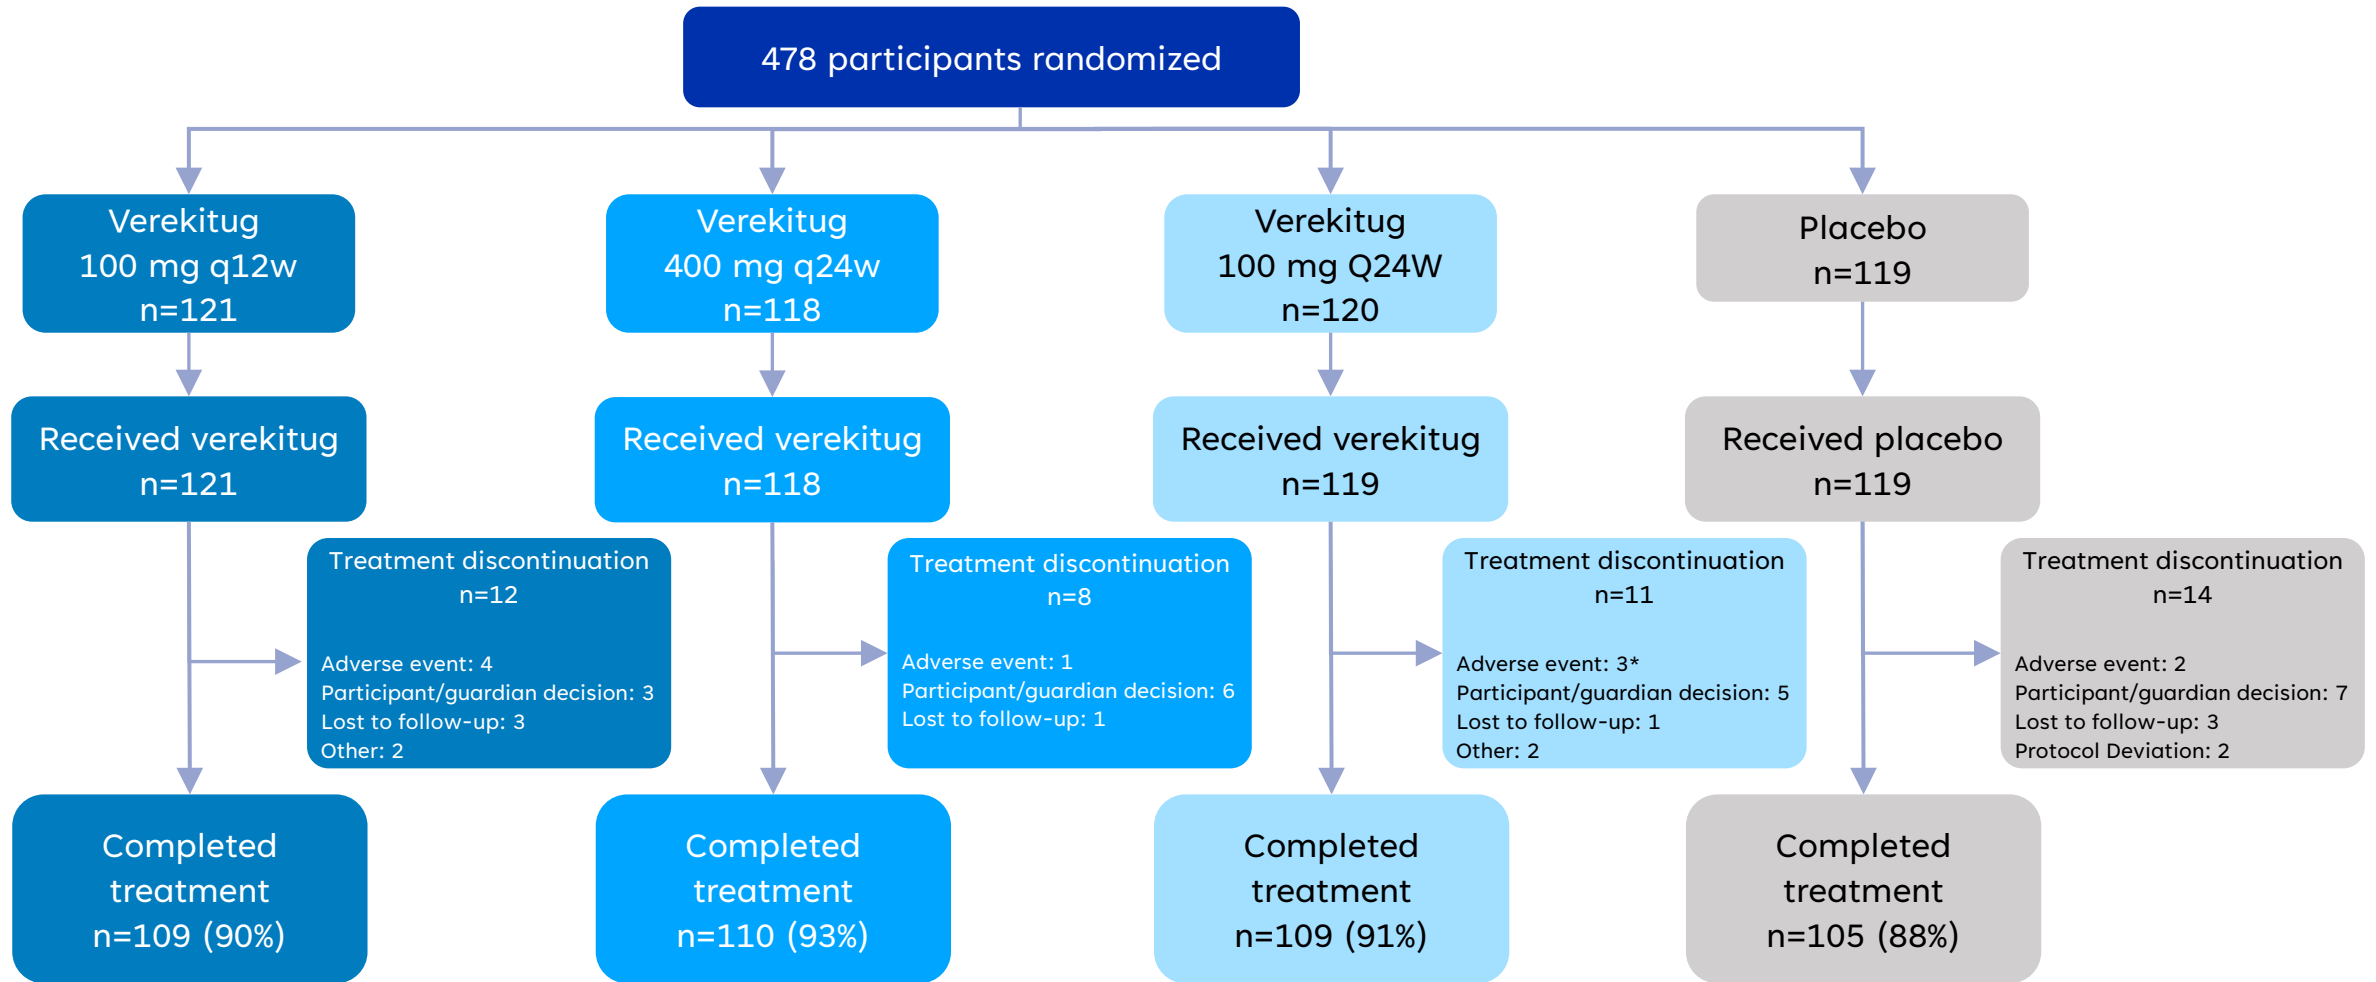 478 participants randomized
Verekitug
100 mg q12w
n=121
Verekitug
400 mg q24w
n=118
Verekitug
100 mg Q24W
n=120
Placebo
n=119
Received verekitug
n=121
Received verekitug
n=118
Received verekitug
n=119
Received placebo
n=119
Treatment discontinuation
n=12
Adverse event: 4
Participant/guardian decision: 3
Lost to follow-up: 3
Other: 2
Treatment discontinuation
n=8
Adverse event: 1
Participant/guardian decision: 6
Lost to follow-up: 1
Treatment discontinuation
n=11
Adverse event: 3*
Participant/guardian decision: 5
Lost to follow-up: 1
Other: 2
Treatment discontinuation
n=14
Adverse event: 2
Participant/guardian decision: 7
Lost to follow-up: 3
Protocol Deviation: 2
Completed
treatment
n=109 (90%)
Completed
treatment
n=110 (93%)
Completed
treatment
n=109 (91%)
Completed
treatment
n=105 (88%)